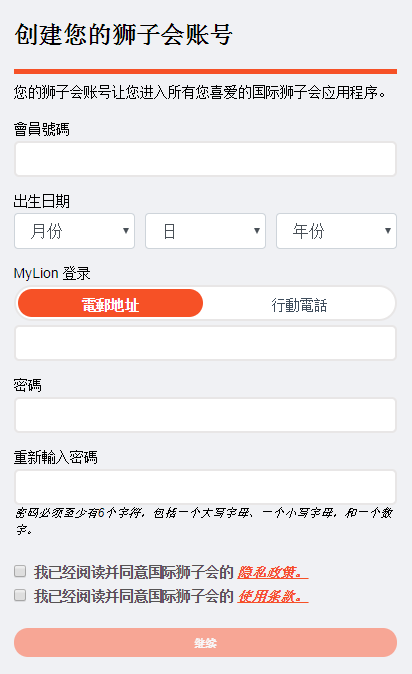 创建您的狮子会账号
您的狮子会账号让您进入所有您喜爱的国际狮子会应用程序。
會員號碼
出生日期
月份 日 年份
MyLion 登录
電郵地址 行動電話
密碼
重新輸入密碼
密码必须至少有6个字符，包括一个大写字母、一个小写字母，和一个数
字。
我已经阅读并同意国际狮子会的 隐私政策。
我已经阅读并同意国际狮子会的 使用条款。
继续